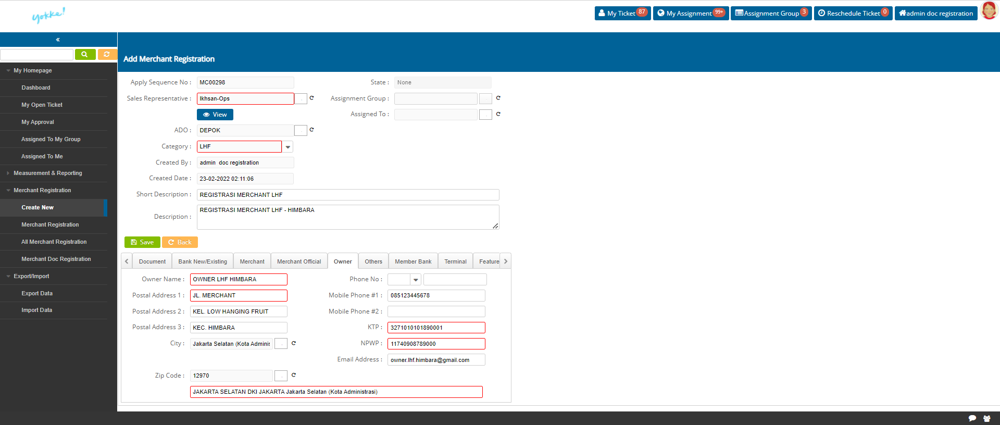 yokke!
My Ticket 87
My Assignment 99+
Assignment Group 3
Reschedule Ticket 0
admin doc registration
«
Add Merchant Registration
My Homepage
Dashboard
My Open Ticket
My Approval
Assigned To My Group
Assigned To Me
Measurement & Reporting
Merchant Registration
Create New
Merchant Registration
All Merchant Registration
Merchant Doc Registration
Export/Import
Export Data
Import Data
Apply Sequence No : MC00298
State : None
Sales Representative : Ikhsan-Ops
Assignment Group :
View
Assigned To :
ADO : DEPOK
Category : LHF
Created By : admin doc registration
Created Date : 23-02-2022 02:11:06
Short Description : REGISTRASI MERCHANT LHF
Description : REGISTRASI MERCHANT LHF - HIMBARA
Save Back
Document Bank New/Existing Merchant Merchant Official Owner Others Member Bank Terminal Feature
Owner Name : OWNER LHF HIMBARA
Phone No :
Postal Address 1 : JL. MERCHANT
Mobile Phone #1 : 085123445678
Postal Address 2 : KEL. LOW HANGING FRUIT
Mobile Phone #2 :
Postal Address 3 : KEC. HIMBARA
KTP : 3271010101890001
City : Jakarta Selatan (Kota Adminis
NPWP : 11740908789000
Email Address : owner.lhf.himbara@gmail.com
Zip Code : 12970
JAKARTA SELATAN DKI JAKARTA Jakarta Selatan (Kota Administrasi)